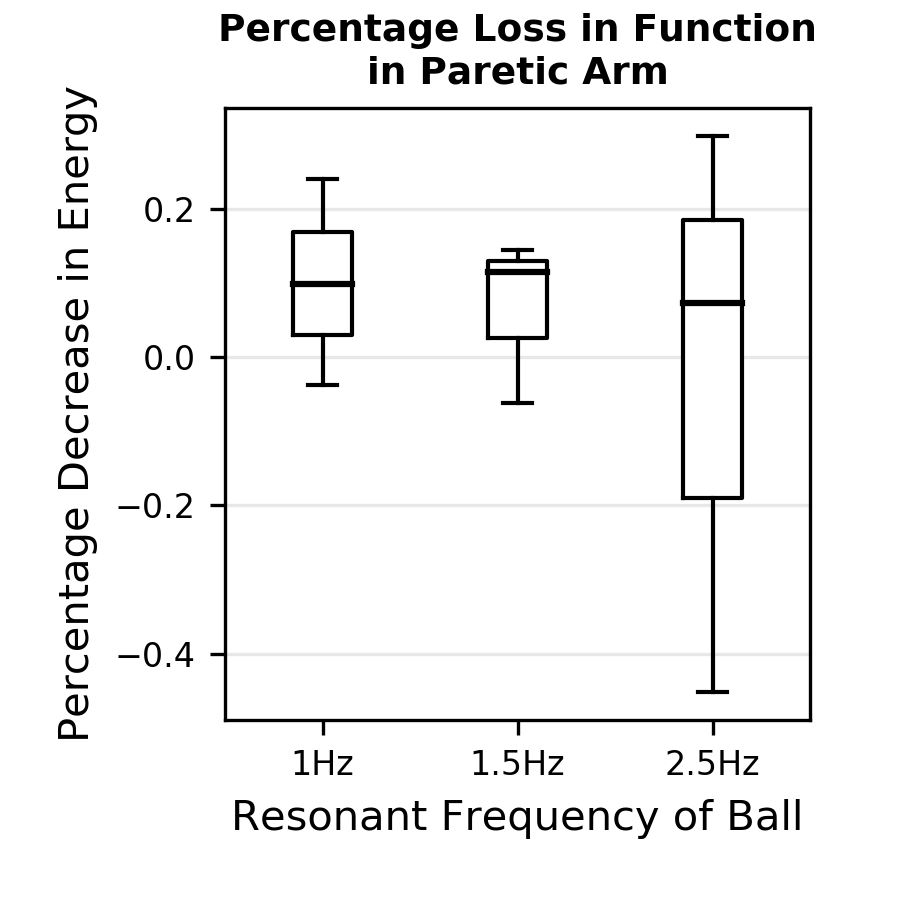 Percentage Loss in Function
in Paretic Arm
Percentage Decrease in Energy
0.2
0.0
−0.2
−0.4
1Hz
1.5Hz
2.5Hz
Resonant Frequency of Ball